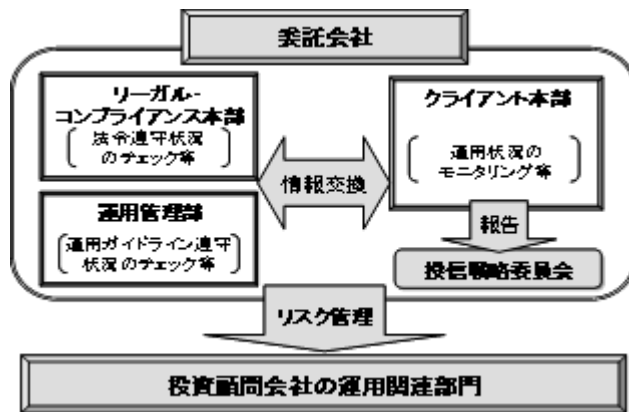 委託会社
リーガル・
コンプライアンス本部
法令遵守状況
のチェック等
運用管理部
運用ガイドライン遵守
状況のチェック等
情報交換
クライアント本部
運用状況の
モニタリング等
報告
投信戦略委員会
リスク管理
投資顧問会社の運用関連部門